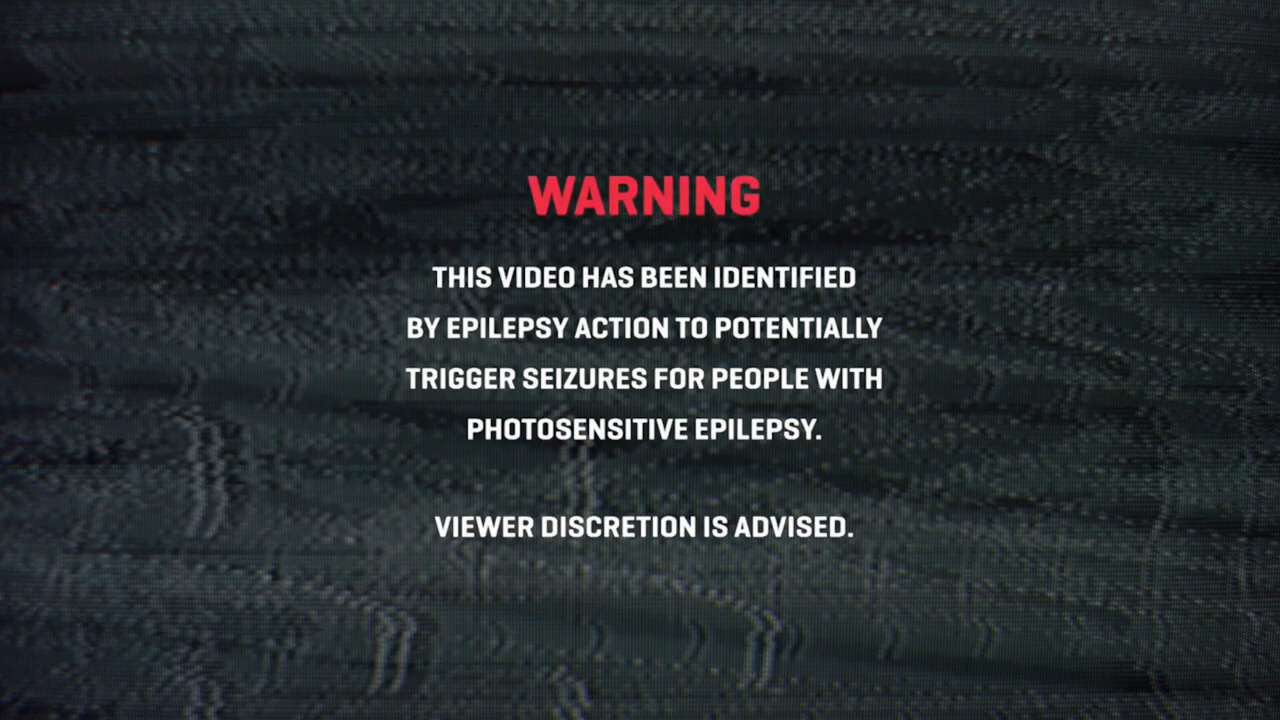 WARNING
THIS VIDEO HAS BEEN IDENTIFIED
BY EPILEPSY ACTION TO POTENTIALLY
TRIGGER SEIZURES FOR PEOPLE WITH
PHOTOSENSITIVE EPILEPSY.
VIEWER DISCRETION IS ADVISED.